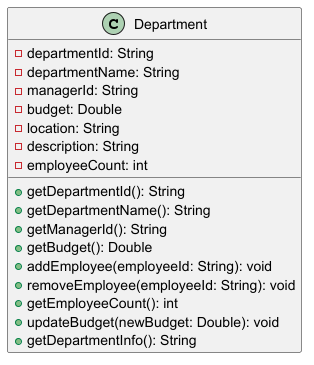 C Department
departmentId: String
departmentName: String
managerId: String
budget: Double
location: String
description: String
employeeCount: int
getDepartmentId(): String
getDepartmentName(): String
getManagerId(): String
getBudget(): Double
addEmployee(employeeId: String): void
removeEmployee(employeeId: String): void
getEmployeeCount(): int
updateBudget(newBudget: Double): void
getDepartmentInfo(): String